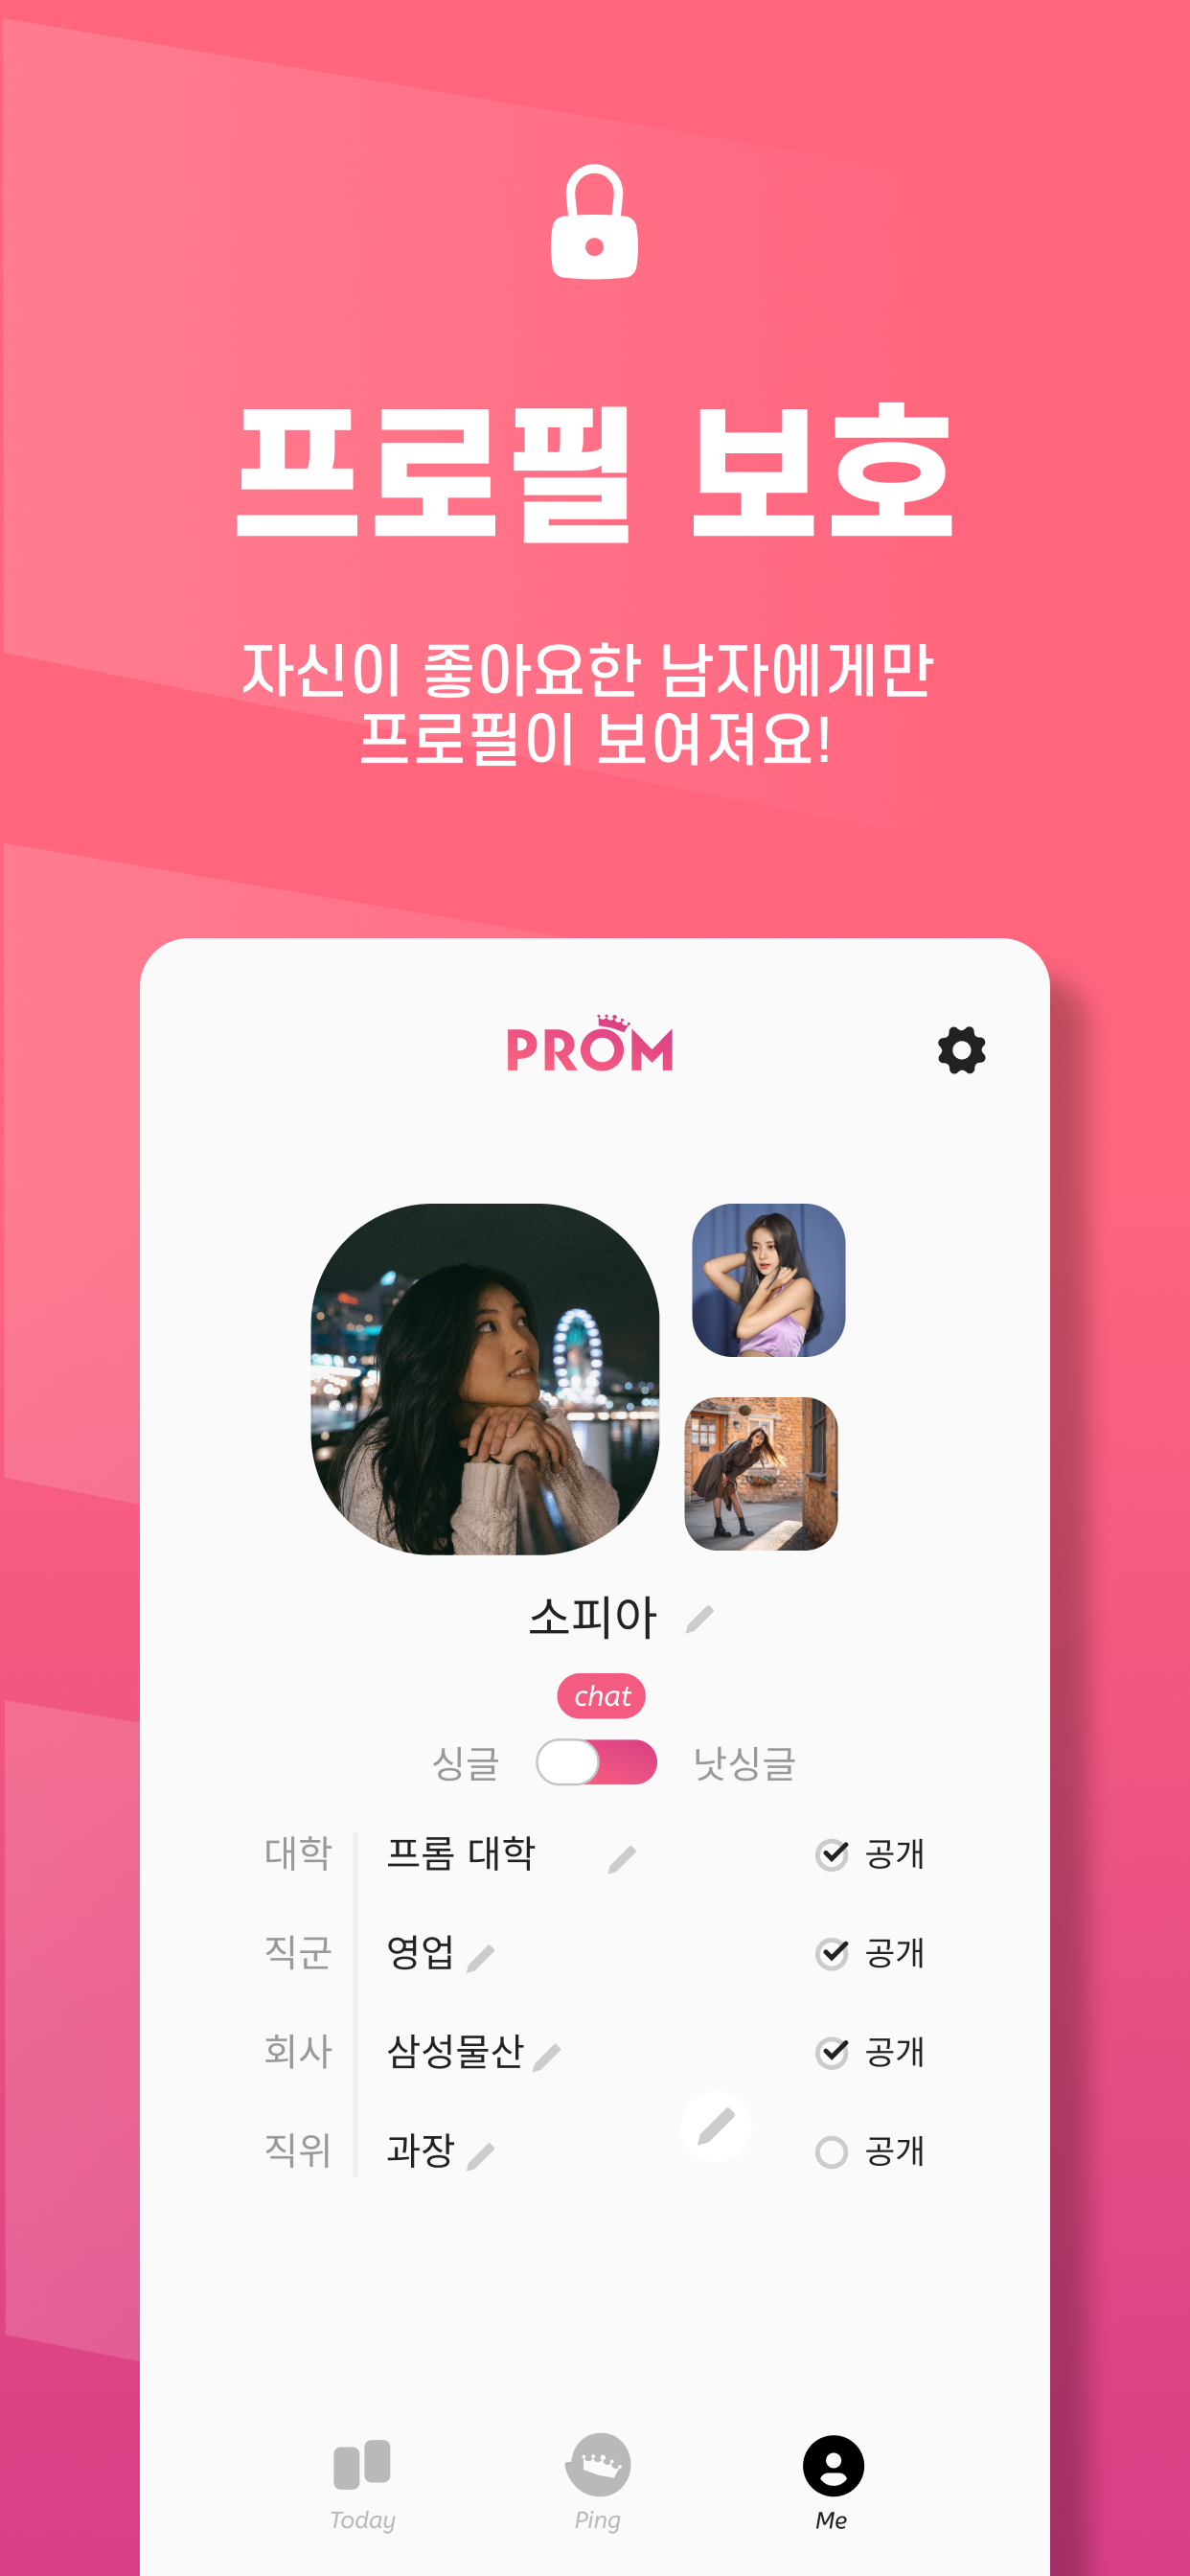 프로필 보호
자신이 좋아요한 남자에게만
프로필이 보여져요!
PROM
소피아
chat
싱글 낫싱글
대학 프롬 대학 공개
직군 영업 공개
회사 삼성물산 공개
직위 과장 공개
Today Ping Me